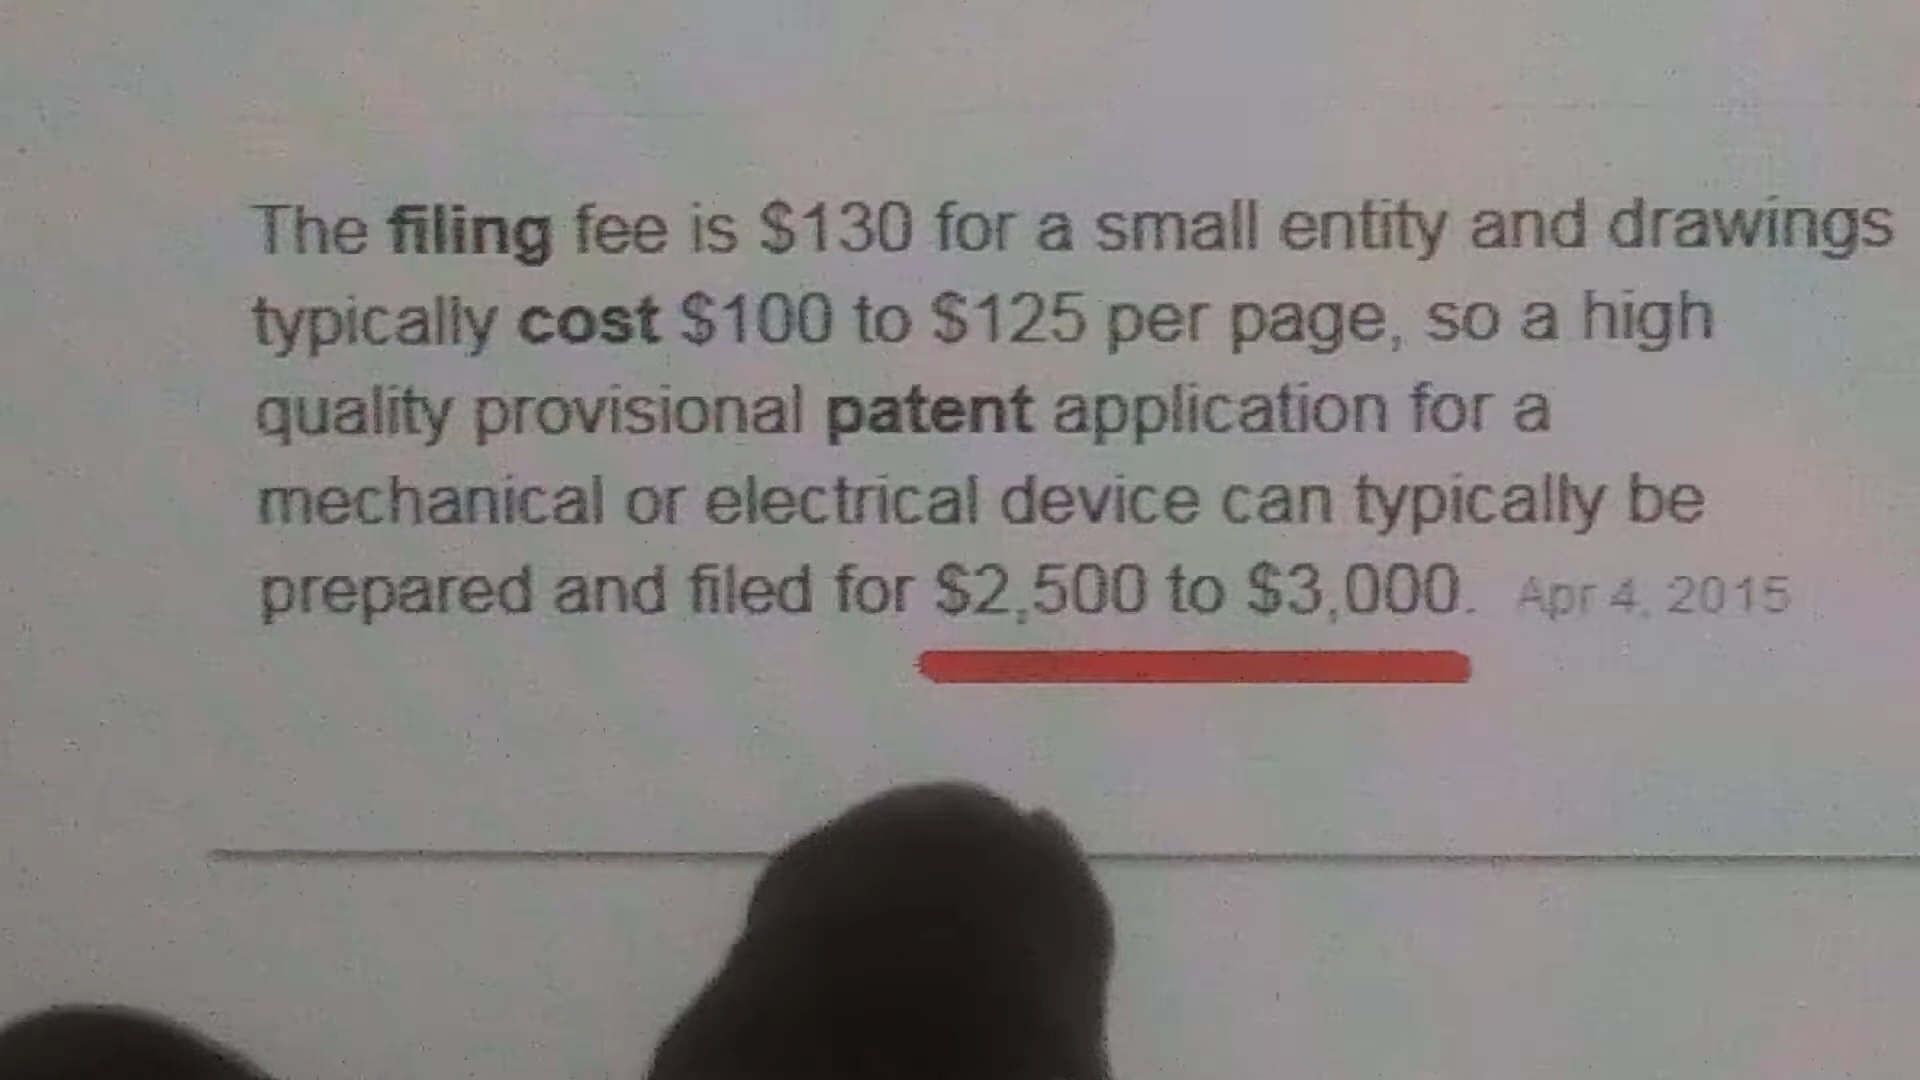 The filing fee is $130 for a small entity and drawings
typically cost $100 to $125 per page, so a high
quality provisional patent application for a
mechanical or electrical device can typically be
prepared and filed for $2,500 to $3,000. Apr 4, 2015